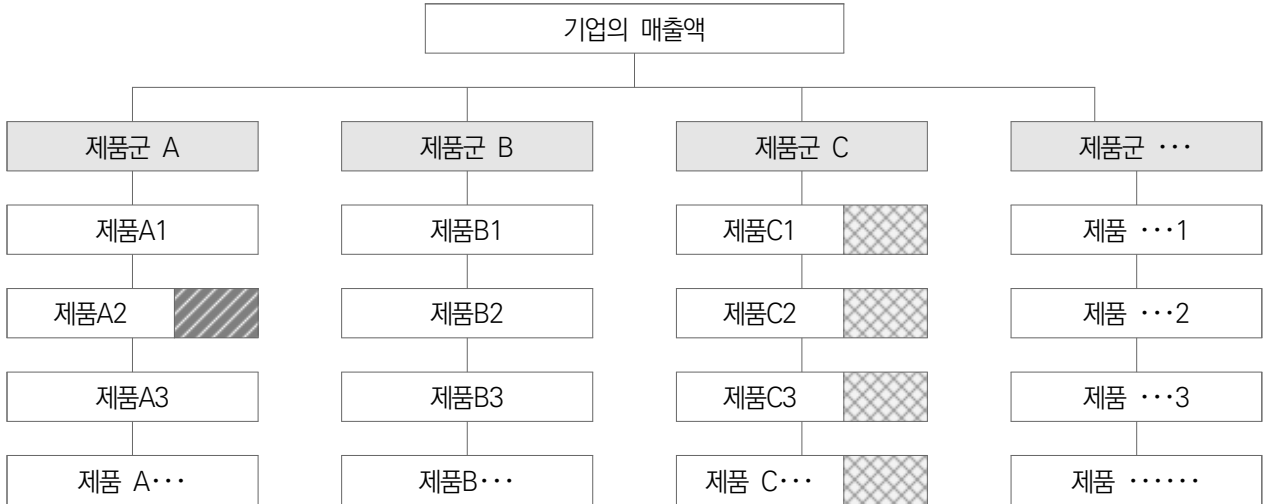 기업의 매출액
제품군 A
제품군 B
제품군 C
제품군 ···
제품A1
제품B1
제품C1
제품 ···1
제품A2
제품B2
제품C2
제품 ···2
제품A3
제품B3
제품C3
제품 ···3
제품 A···
제품B···
제품 C···
제품 ······